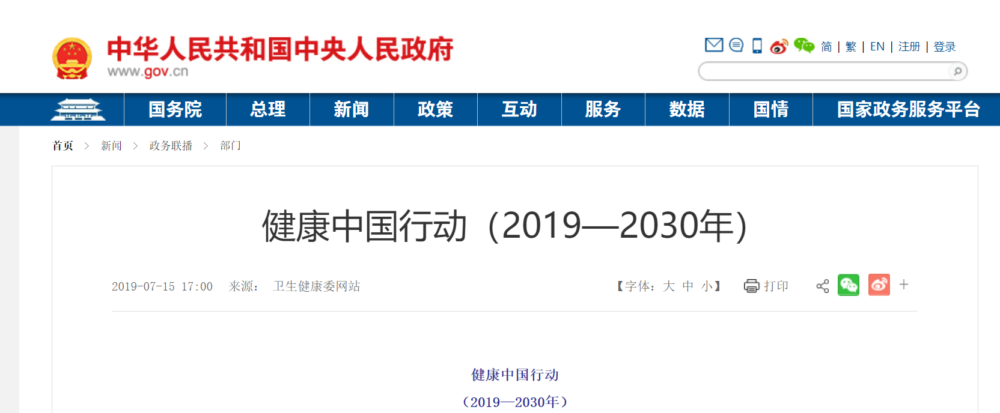 中华人民共和国中央人民政府
www.gov.cn
简 | 繁 | EN | 注册 | 登录
国务院 总理 新闻 政策 互动 服务 数据 国情 国家政务服务平台
首页 > 新闻 > 政务联播 > 部门
健康中国行动（2019—2030年）
2019-07-15 17:00 来源： 卫生健康委网站 【字体：大 中 小】 打印
健康中国行动
（2019—2030年）